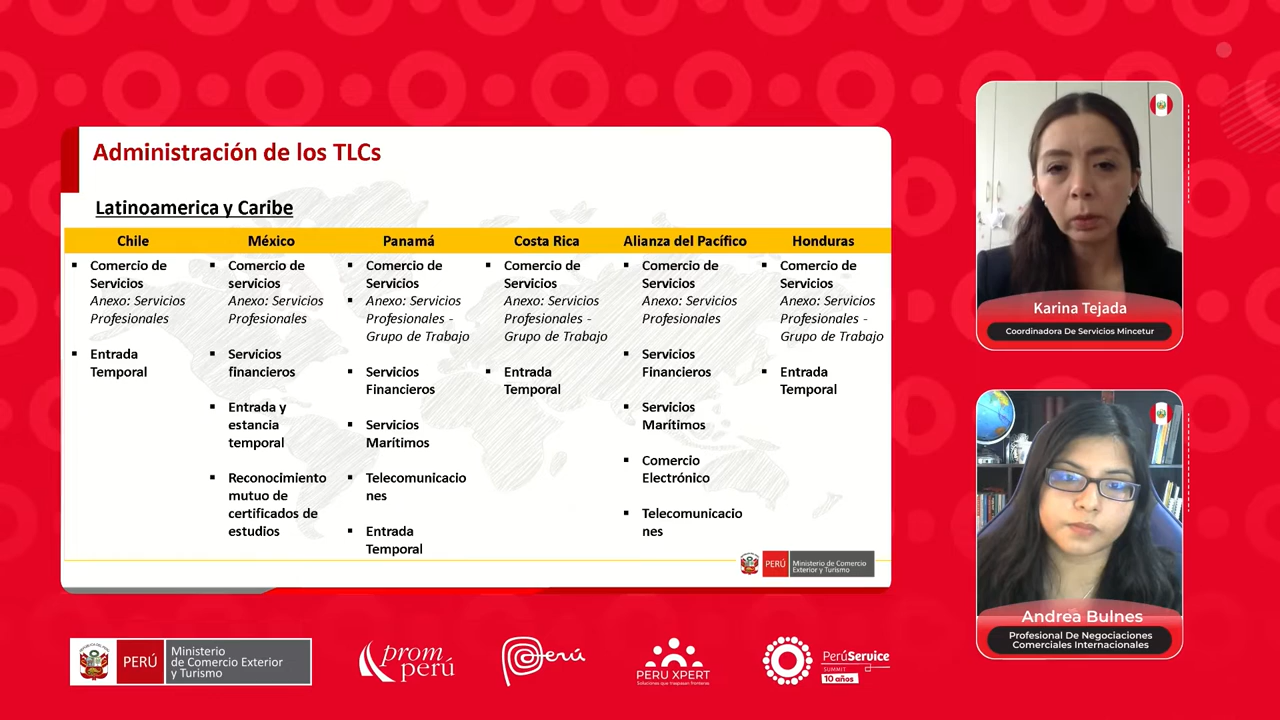 Administración de los TLCs
Latinoamerica y Caribe
Chile
México
Panamá
Costa Rica
Alianza del Pacífico
Honduras
▪ Comercio de
Servicios
Anexo: Servicios
Profesionales
▪ Entrada
Temporal
▪ Comercio de
servicios
Anexo: Servicios
Profesionales
▪ Servicios
financieros
▪ Entrada y
estancia
temporal
▪ Reconocimiento
mutuo de
certificados de
estudios
▪ Comercio de
Servicios
▪ Anexo: Servicios
Profesionales -
Grupo de Trabajo
▪ Servicios
Financieros
▪ Servicios
Marítimos
▪ Telecomunicacio
nes
▪ Entrada
Temporal
▪ Comercio de
Servicios
Anexo: Servicios
Profesionales -
Grupo de Trabajo
▪ Entrada
Temporal
▪ Comercio de
Servicios
Anexo: Servicios
Profesionales
▪ Servicios
Financieros
▪ Servicios
Marítimos
▪ Comercio
Electrónico
▪ Telecomunicacio
nes
▪ Comercio de
Servicios
Anexo: Servicios
Profesionales -
Grupo de Trabajo
▪ Entrada
Temporal
PERÚ
Ministerio de Comercio
Exterior y Turismo
Karina Tejada
Coordinadora De Servicios Mincetur
Andrea Bulnes
Profesional De Negociaciones
Comerciales Internacionales
PERÚ
Ministerio
de Comercio Exterior
y Turismo
prom
perú
Perú
PERU XPERT
Soluciones que traspasan fronteras
PerúService
SUMMIT
10 años